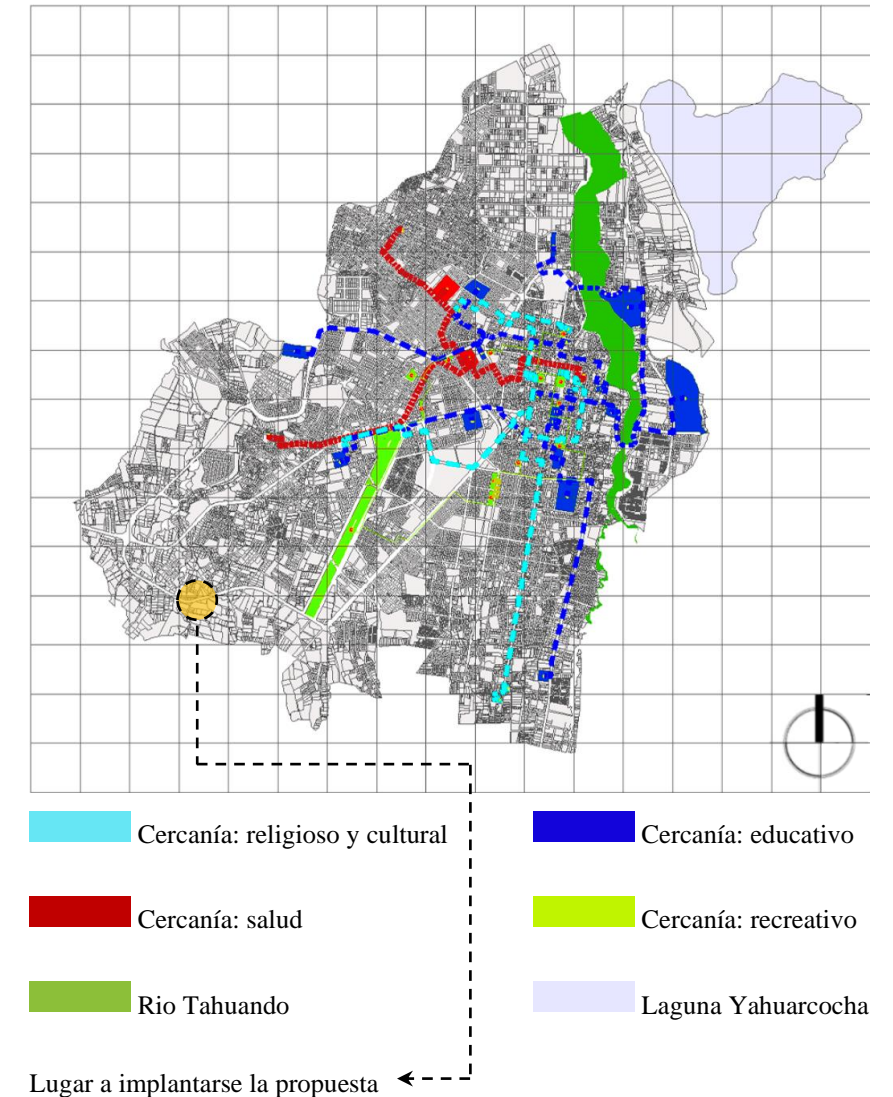 Cercanía: religioso y cultural
Cercanía: educativo
Cercanía: salud
Cercanía: recreativo
Rio Tahuando
Laguna Yahuarcocha
Lugar a implantarse la propuesta